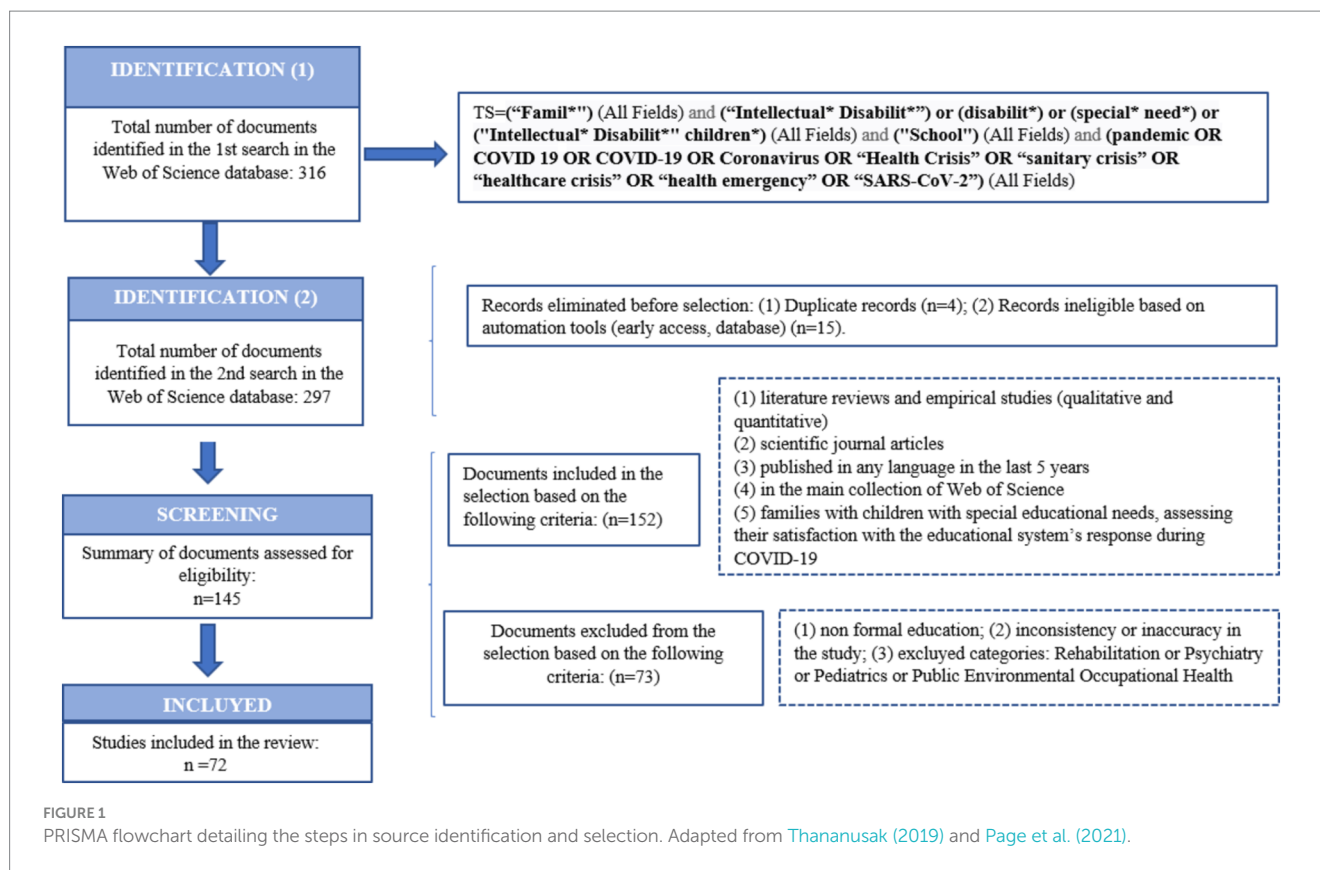 IDENTIFICATION (1)
Total number of documents
identified in the 1st search in the
Web of Science database: 316
TS=(“Famil*") (All Fields) and (“Intellectual* Disabilit*”) or (disabilit*) or (special* need*) or
("Intellectual* Disabilit*" children*) (All Fields) and ("School") (All Fields) and (pandemic OR
COVID 19 OR COVID-19 OR Coronavirus OR “Health Crisis” OR “sanitary crisis” OR
“healthcare crisis” OR “health emergency” OR “SARS-CoV-2”) (All Fields)
IDENTIFICATION (2)
Total number of documents
identified in the 2nd search in the
Web of Science database: 297
Records eliminated before selection: (1) Duplicate records (n=4); (2) Records ineligible based on
automation tools (early access, database) (n=15).
SCREENING
Summary of documents assessed for
eligibility:
n=145
Documents included in the
selection based on the
following criteria: (n=152)
(1) literature reviews and empirical studies (qualitative and
quantitative)
(2) scientific journal articles
(3) published in any language in the last 5 years
(4) in the main collection of Web of Science
(5) families with children with special educational needs, assessing
their satisfaction with the educational system’s response during
COVID-19
Documents excluded from the
selection based on the following
criteria: (n=73)
(1) non formal education; (2) inconsistency or inaccuracy in
the study; (3) excluyed categories: Rehabilitation or Psychiatry
or Pediatrics or Public Environmental Occupational Health
INCLUYED
Studies included in the review:
n =72
FIGURE 1
PRISMA flowchart detailing the steps in source identification and selection. Adapted from Thananusak (2019) and Page et al. (2021).